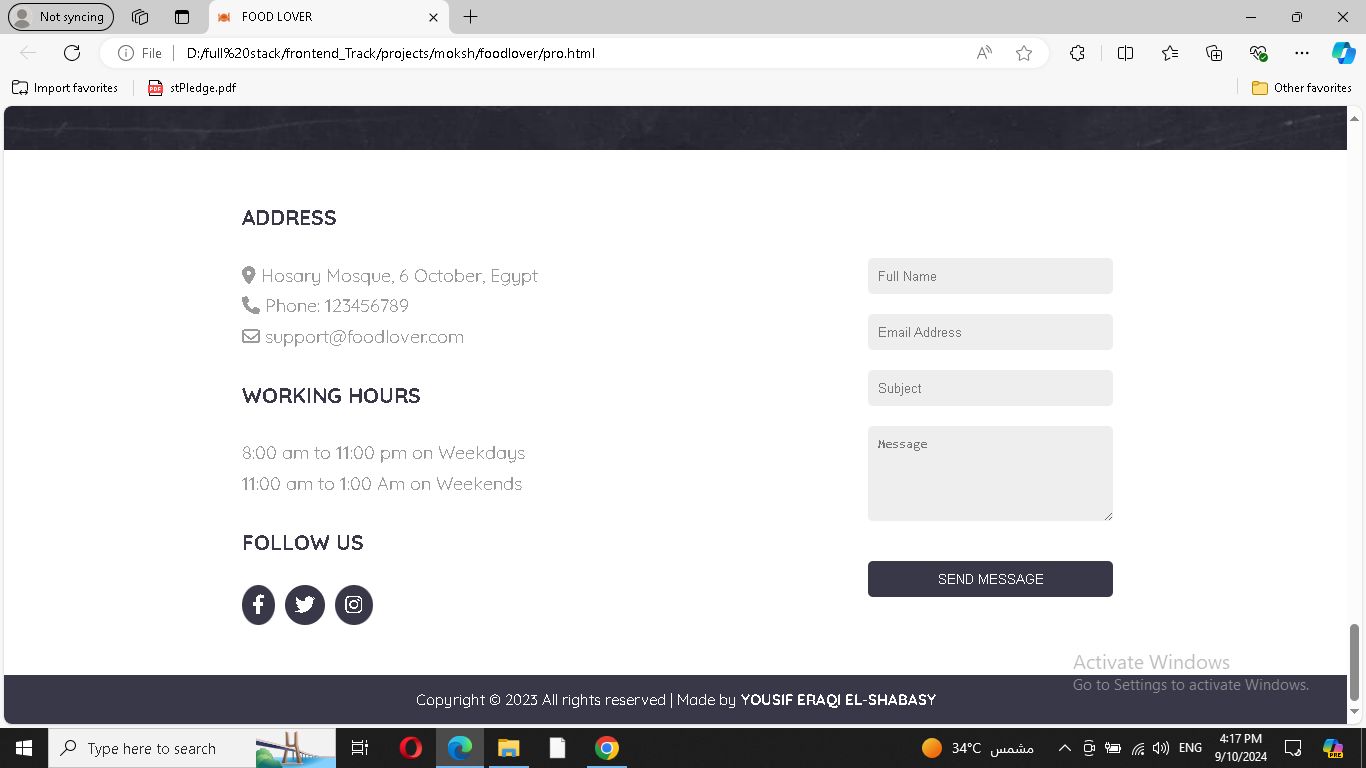 Not syncing
FOOD LOVER
File
D:/full%20stack/frontend_Track/projects/moksh/foodlover/pro.html
Import favorites
PDF
stPledge.pdf
Other favorites
ADDRESS
Hosary Mosque, 6 October, Egypt
Phone: 123456789
support@foodlover.com
WORKING HOURS
8:00 am to 11:00 pm on Weekdays
11:00 am to 1:00 Am on Weekends
FOLLOW US
Full Name
Email Address
Subject
Message
SEND MESSAGE
Activate Windows
Go to Settings to activate Windows.
Copyright © 2023 All rights reserved | Made by YOUSIF ERAQI EL-SHABASY
Type here to search
34°C مشمس
ENG
4:17 PM
9/10/2024
PRE